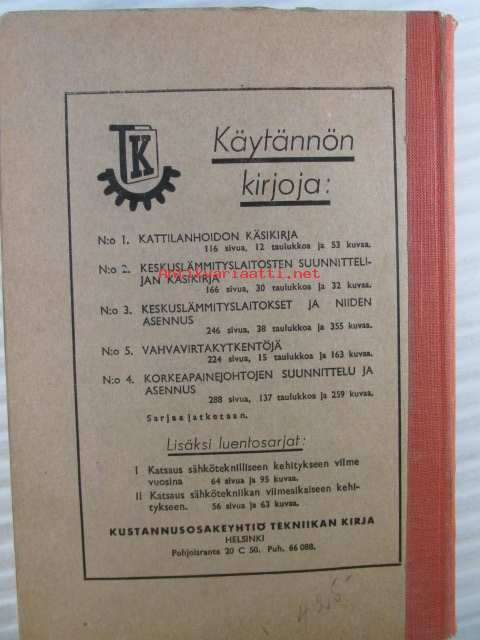 TK
Käytännön
kirjoja:
N:o 1. KATTILANHOIDON KÄSIKIRJA
116 sivua, 12 taulukkoa ja 53 kuvaa.
N:o 2. KESKUSLÄMMITYSLAITOSTEN SUUNNITTELI-
JAN KÄSIKIRJA
166 sivua, 30 taulukkoa ja 32 kuvaa.
Antikvariaatti.net
N:o 3. KESKUSLÄMMITYSLAITOKSET JA NIIDEN
ASENNUS
246 sivua, 38 taulukkoa ja 355 kuvaa.
N:o 5. VAHVAVIRTAKYTKENTÖJÄ
224 sivua, 15 taulukkoa ja 163 kuvaa.
N:o 4. KORKEAPAINEJOHTOJEN SUUNNITTELU JA
ASENNUS
288 sivua, 137 taulukkoa ja 259 kuvaa.
Sarjaa jatketaan.
Lisäksi luentosarjat:
I Katsaus sähköteknilliseen kehitykseen viime
vuosina 64 sivua ja 95 kuvaa.
II Katsaus sähkötekniikan viimeaikaiseen kehi-
tykseen. 56 sivua ja 63 kuvaa.
KUSTANNUSOSAKEYHTIÖ TEKNIIKAN KIRJA
HELSINKI
Pohjoisranta 20 C 50. Puh. 66 088.